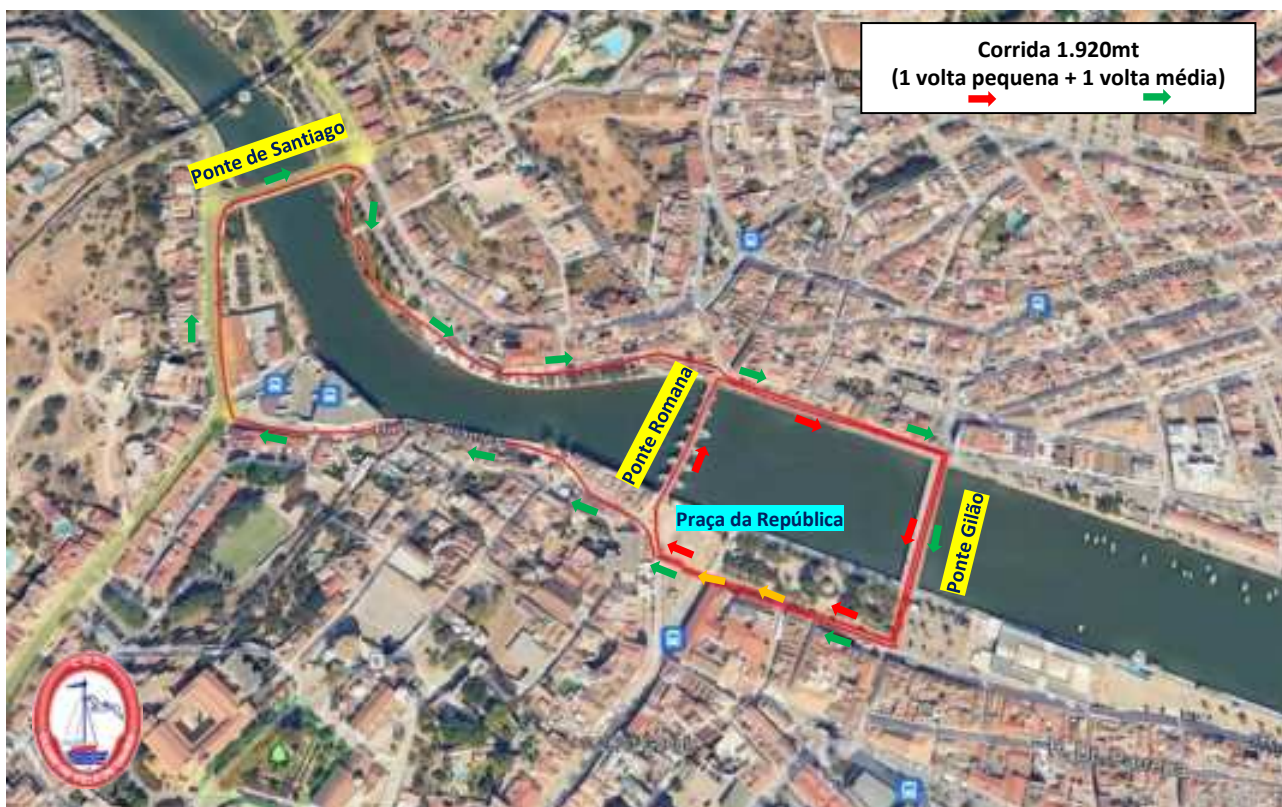 Corrida 1.920mt
(1 volta pequena + 1 volta média)
Ponte de Santiago
Ponte Romana
Praça da República
Ponte Gilão